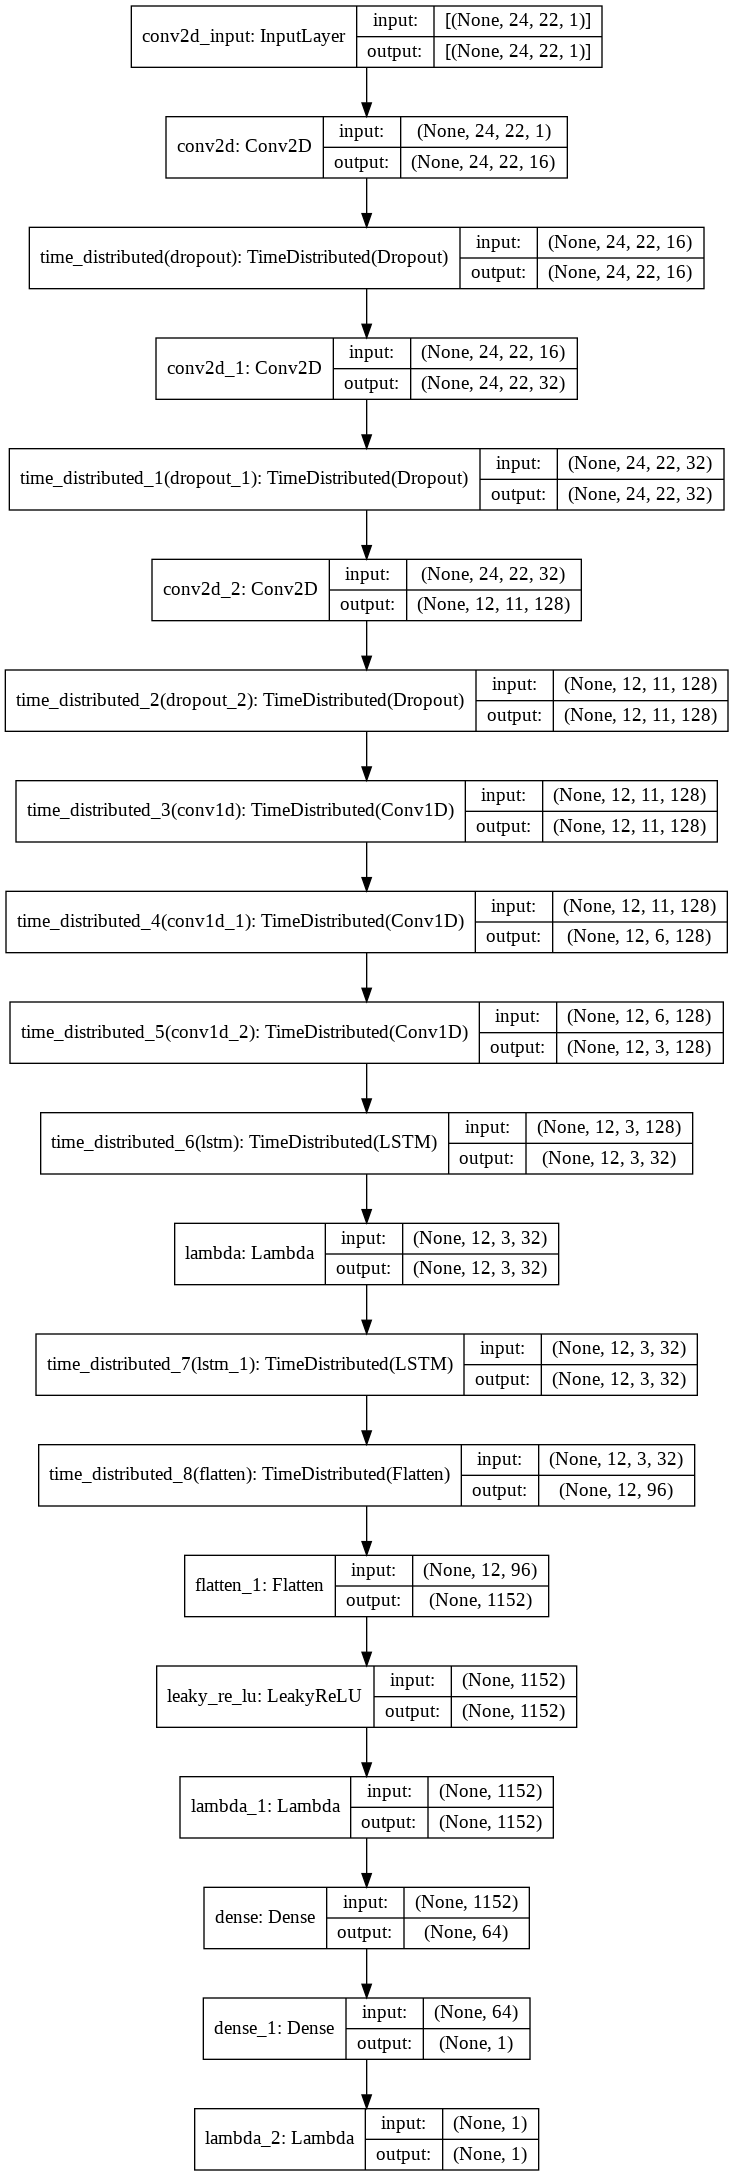 conv2d_input: InputLayer
input: [(None, 24, 22, 1)]
output: [(None, 24, 22, 1)]
conv2d: Conv2D
input: (None, 24, 22, 1)
output: (None, 24, 22, 16)
time_distributed(dropout): TimeDistributed(Dropout)
input: (None, 24, 22, 16)
output: (None, 24, 22, 16)
conv2d_1: Conv2D
input: (None, 24, 22, 16)
output: (None, 24, 22, 32)
time_distributed_1(dropout_1): TimeDistributed(Dropout)
input: (None, 24, 22, 32)
output: (None, 24, 22, 32)
conv2d_2: Conv2D
input: (None, 24, 22, 32)
output: (None, 12, 11, 128)
time_distributed_2(dropout_2): TimeDistributed(Dropout)
input: (None, 12, 11, 128)
output: (None, 12, 11, 128)
time_distributed_3(conv1d): TimeDistributed(Conv1D)
input: (None, 12, 11, 128)
output: (None, 12, 11, 128)
time_distributed_4(conv1d_1): TimeDistributed(Conv1D)
input: (None, 12, 11, 128)
output: (None, 12, 6, 128)
time_distributed_5(conv1d_2): TimeDistributed(Conv1D)
input: (None, 12, 6, 128)
output: (None, 12, 3, 128)
time_distributed_6(lstm): TimeDistributed(LSTM)
input: (None, 12, 3, 128)
output: (None, 12, 3, 32)
lambda: Lambda
input: (None, 12, 3, 32)
output: (None, 12, 3, 32)
time_distributed_7(lstm_1): TimeDistributed(LSTM)
input: (None, 12, 3, 32)
output: (None, 12, 3, 32)
time_distributed_8(flatten): TimeDistributed(Flatten)
input: (None, 12, 3, 32)
output: (None, 12, 96)
flatten_1: Flatten
input: (None, 12, 96)
output: (None, 1152)
leaky_re_lu: LeakyReLU
input: (None, 1152)
output: (None, 1152)
lambda_1: Lambda
input: (None, 1152)
output: (None, 1152)
dense: Dense
input: (None, 1152)
output: (None, 64)
dense_1: Dense
input: (None, 64)
output: (None, 1)
lambda_2: Lambda
input: (None, 1)
output: (None, 1)